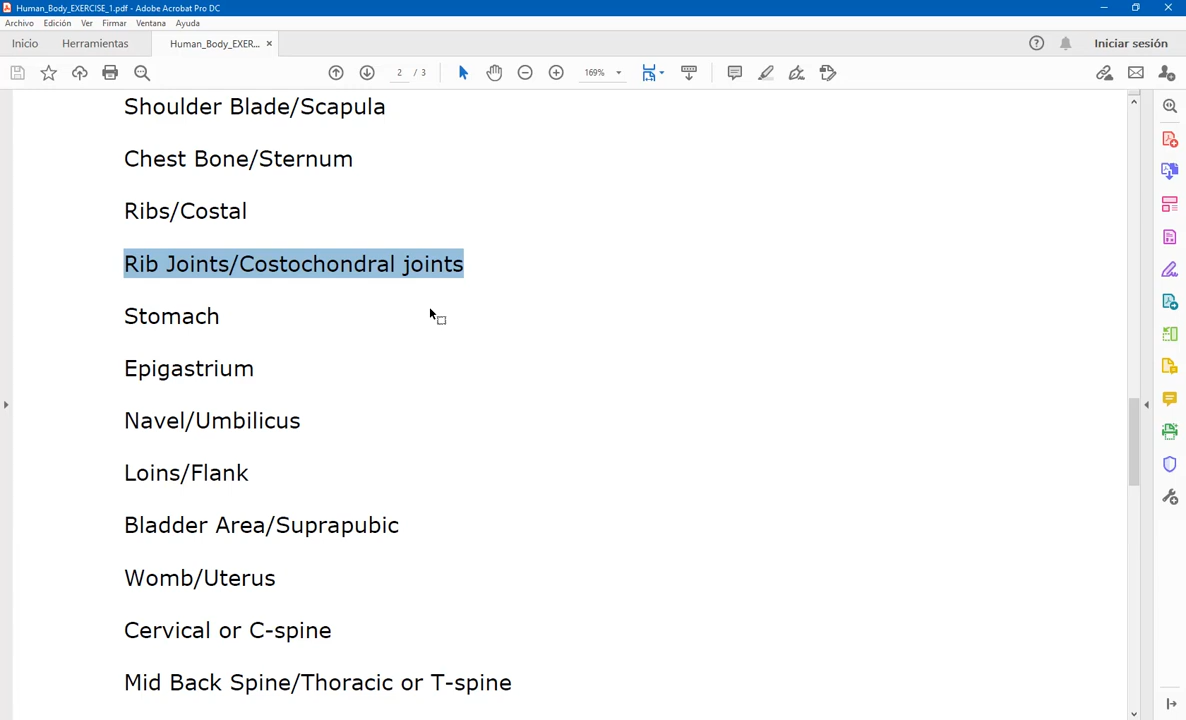 Human_Body_EXERCISE_1.pdf - Adobe Acrobat Pro DC
Archivo Edición Ver Firmar Ventana Ayuda
Inicio Herramientas Human_Body_EXER... × Iniciar sesión
2 / 3 169%
Shoulder Blade/Scapula
Chest Bone/Sternum
Ribs/Costal
Rib Joints/Costochondral joints
Stomach
Epigastrium
Navel/Umbilicus
Loins/Flank
Bladder Area/Suprapubic
Womb/Uterus
Cervical or C-spine
Mid Back Spine/Thoracic or T-spine